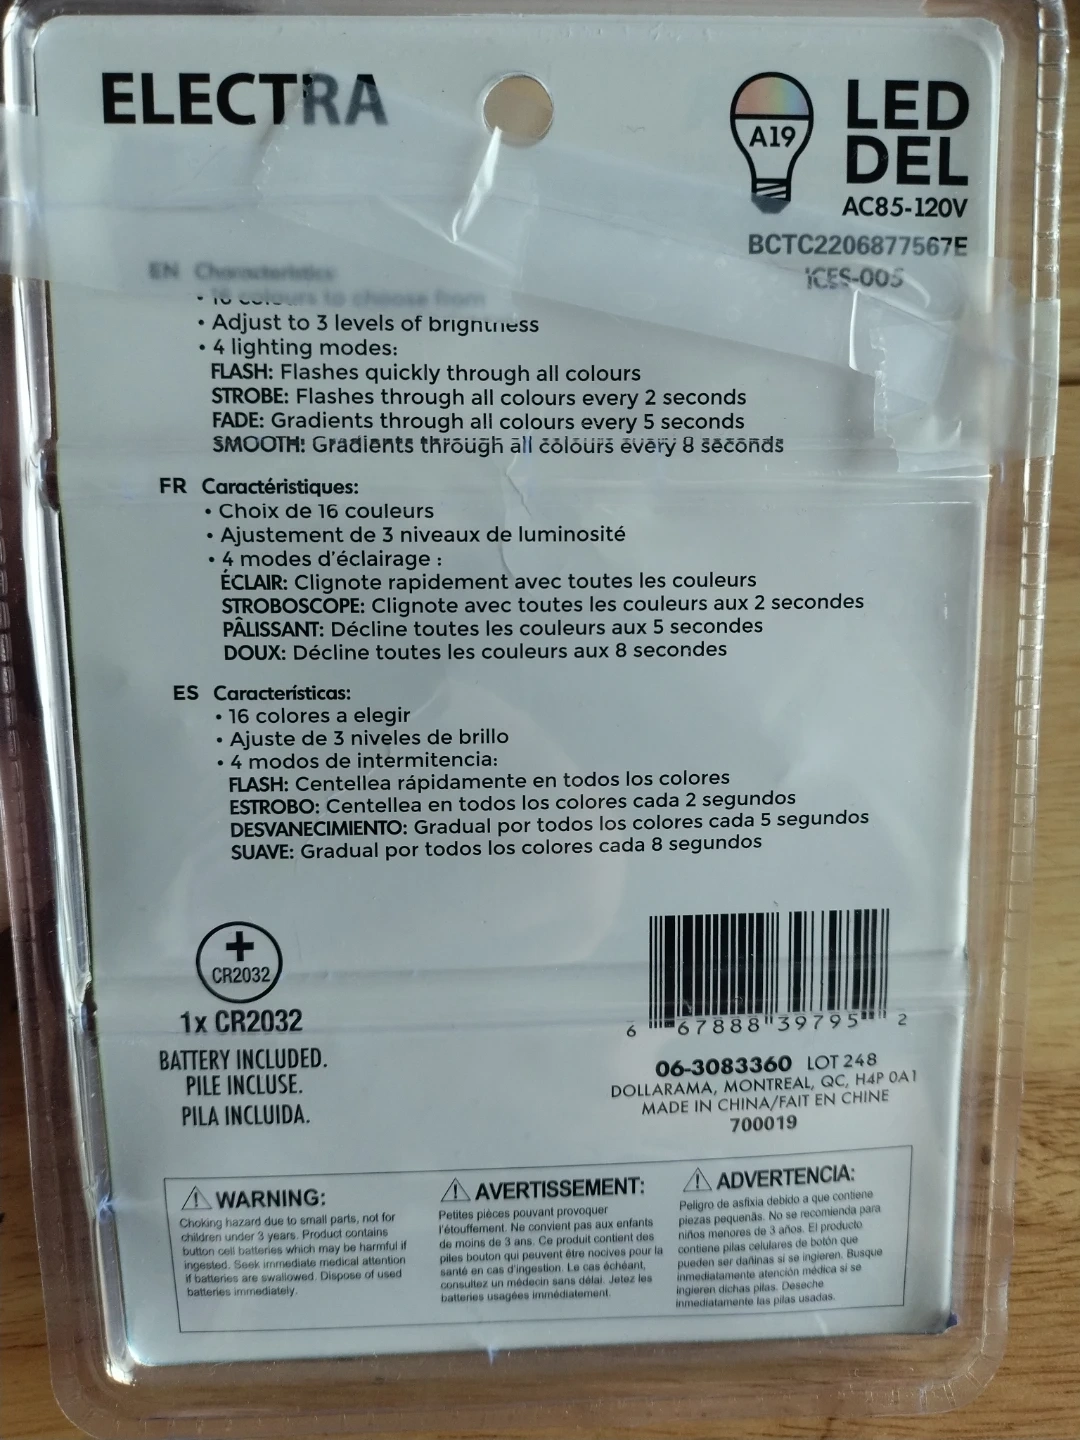 ELECTRA
A19
LED
DEL
AC85-120V
BCTC2206877567E
ICES-005
EN Characteristics
• 16 colours to choose from
• Adjust to 3 levels of brightness
• 4 lighting modes:
FLASH: Flashes quickly through all colours
STROBE: Flashes through all colours every 2 seconds
FADE: Gradients through all colours every 5 seconds
SMOOTH: Gradients through all colours every 8 seconds
FR Caractéristiques:
• Choix de 16 couleurs
• Ajustement de 3 niveaux de luminosité
• 4 modes d'éclairage :
ÉCLAIR: Clignote rapidement avec toutes les couleurs
STROBOSCOPE: Clignote avec toutes les couleurs aux 2 secondes
PÂLISSANT: Décline toutes les couleurs aux 5 secondes
DOUX: Décline toutes les couleurs aux 8 secondes
ES Características:
• 16 colores a elegir
• Ajuste de 3 niveles de brillo
• 4 modos de intermitencia:
FLASH: Centellea rápidamente en todos los colores
ESTROBO: Centellea en todos los colores cada 2 segundos
DESVANECIMIENTO: Gradual por todos los colores cada 5 segundos
SUAVE: Gradual por todos los colores cada 8 segundos
+
CR2032
1x CR2032
BATTERY INCLUDED.
PILE INCLUSE.
PILA INCLUIDA.
6 67888 39795 2
06-3083360 LOT 248
DOLLARAMA, MONTREAL, QC, H4P 0A1
MADE IN CHINA/FAIT EN CHINE
700019
WARNING:
Choking hazard due to small parts, not for
children under 3 years. Product contains
button cell batteries which may be harmful if
ingested. Seek immediate medical attention
if batteries are swallowed. Dispose of used
batteries immediately.
AVERTISSEMENT:
Petites pièces pouvant provoquer
l'étouffement. Ne convient pas aux enfants
de moins de 3 ans. Ce produit contient des
piles bouton qui peuvent être nocives pour la
santé en cas d'ingestion. Le cas échéant,
consultez un médecin sans délai. Jetez les
batteries usagées immédiatement.
ADVERTENCIA:
Peligro de asfixia debido a que contiene
piezas pequeñas. No se recomienda para
niños menores de 3 años. El producto
contiene pilas celulares de botón que
pueden ser dañinas si se ingieren. Busque
inmediatamente atención médica si se
ingieren dichas pilas. Deseche
inmediatamente las pilas usadas.